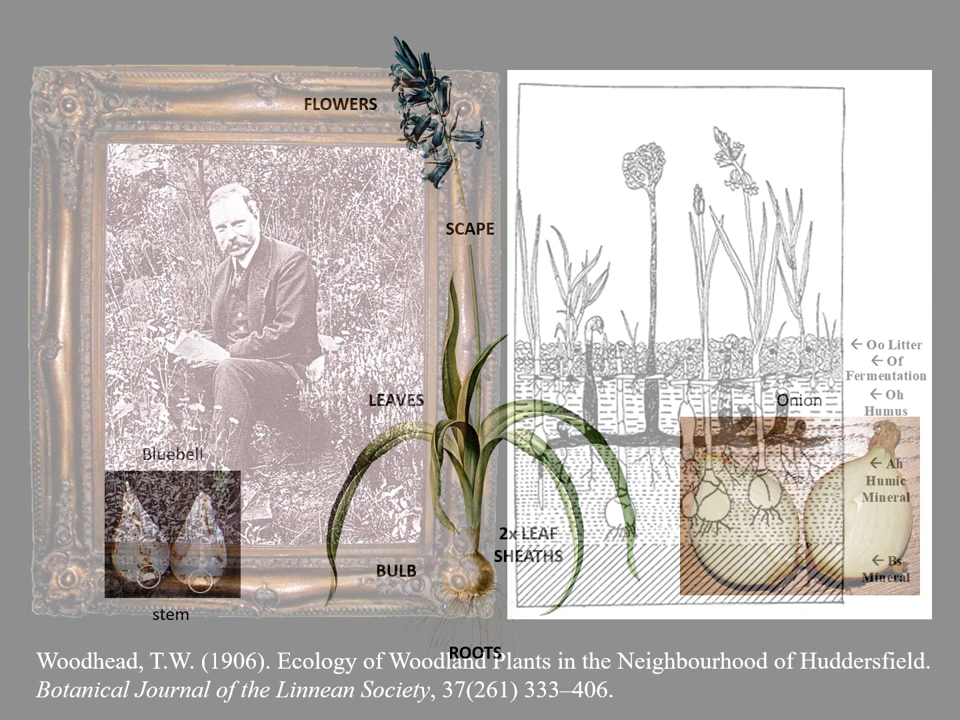 FLOWERS
SCAPE
← Oo Litter
← Of
Fermentation
← Oh
Humus
LEAVES
Onion
Bluebell
← Ah
Humic
Mineral
2x LEAF
SHEATHS
BULB
← Bs
Mineral
stem
ROOTS
Woodhead, T.W. (1906). Ecology of Woodland Plants in the Neighbourhood of Huddersfield.
Botanical Journal of the Linnean Society, 37(261) 333–406.